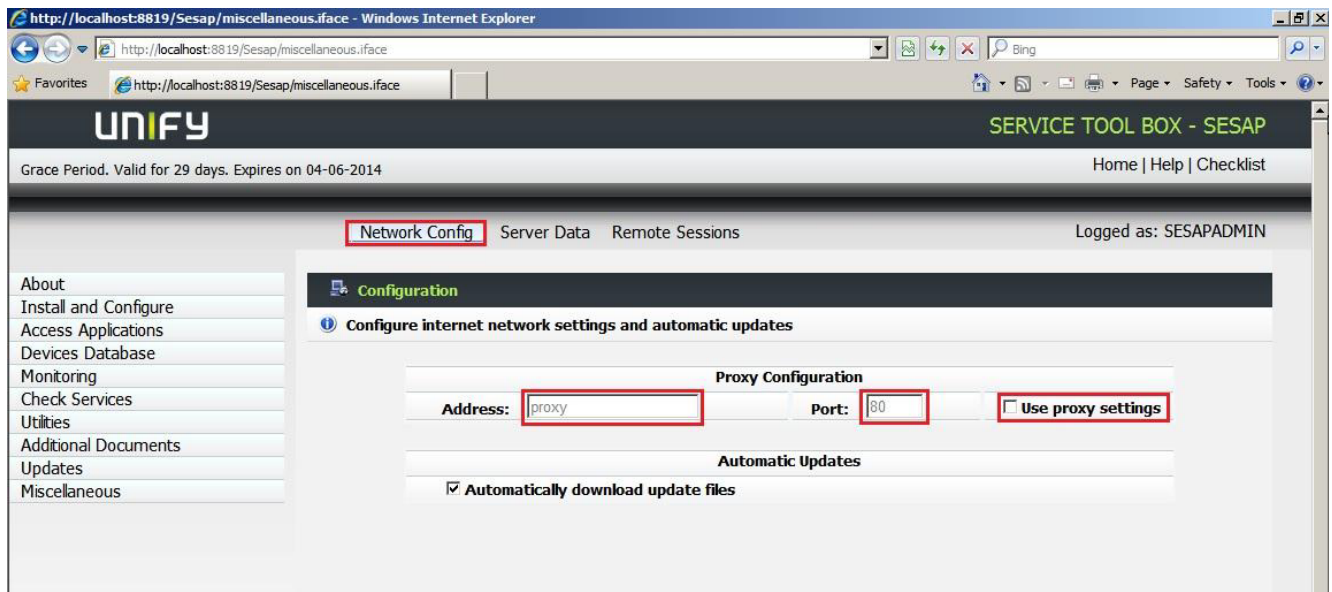 http://localhost:8819/Sesap/miscellaneous.iface - Windows Internet Explorer
http://localhost:8819/Sesap/miscellaneous.iface
Bing
Favorites http://localhost:8819/Sesap/miscellaneous.iface Page Safety Tools
UNIFY SERVICE TOOL BOX - SESAP
Grace Period. Valid for 29 days. Expires on 04-06-2014 Home | Help | Checklist
Network Config Server Data Remote Sessions Logged as: SESAPADMIN
About
Install and Configure
Access Applications
Devices Database
Monitoring
Check Services
Utilities
Additional Documents
Updates
Miscellaneous
Configuration
Configure internet network settings and automatic updates
Proxy Configuration
Address: proxy Port: 80 Use proxy settings
Automatic Updates
Automatically download update files